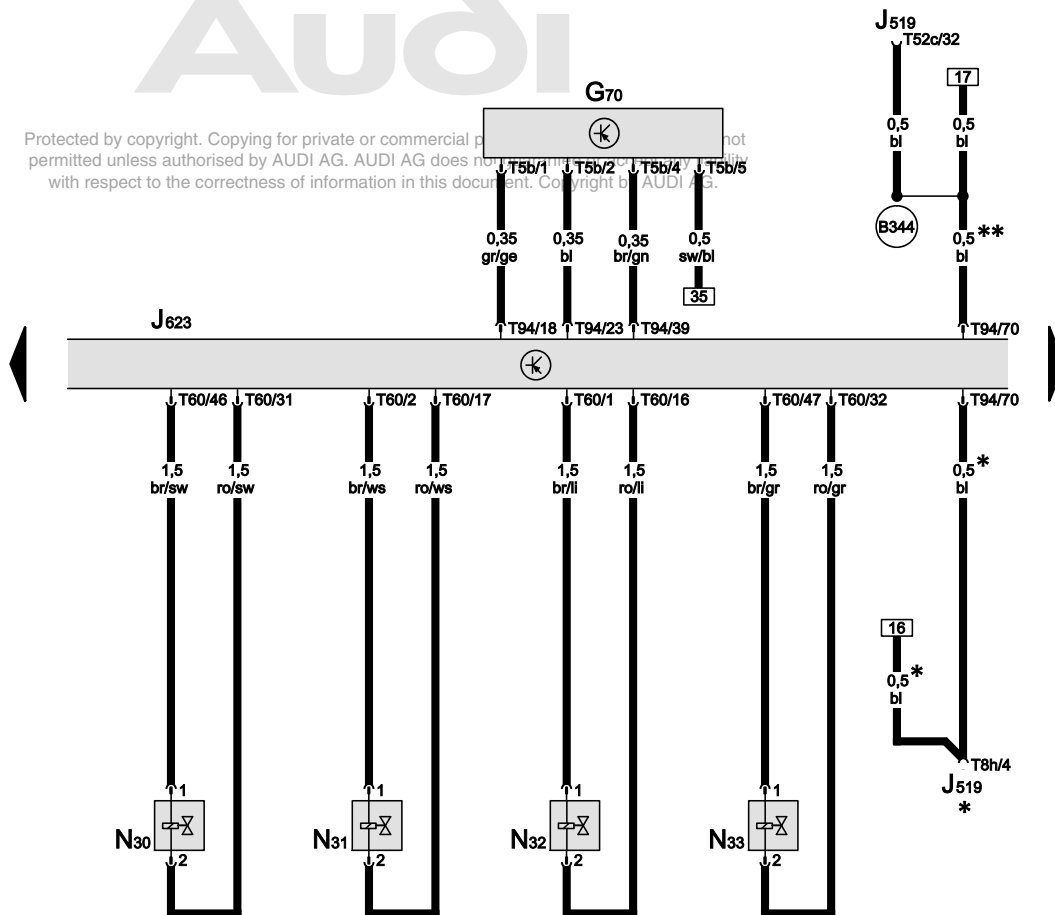 Audi
Protected by copyright. Copying for private or commercial p not
permitted unless authorised by AUDI AG. AUDI AG does
with respect to the correctness of information in this document. Copyright by AUDI AG.
J519
T52c/32
17
0,5
bl
0,5
bl
B344
0,5 **
bl
G70
T5b/1
T5b/2
T5b/4
T5b/5
0,35
gr/ge
0,35
bl
0,35
br/gn
0,5
sw/bl
35
J623
T94/18
T94/23
T94/39
T94/70
T60/46
T60/31
T60/2
T60/17
T60/1
T60/16
T60/47
T60/32
T94/70
1,5
br/sw
1,5
ro/sw
1,5
br/ws
1,5
ro/ws
1,5
br/li
1,5
ro/li
1,5
br/gr
1,5
ro/gr
0,5 *
bl
16
0,5 *
bl
T8h/4
J519
*
1
N30
2
1
N31
2
1
N32
2
1
N33
2